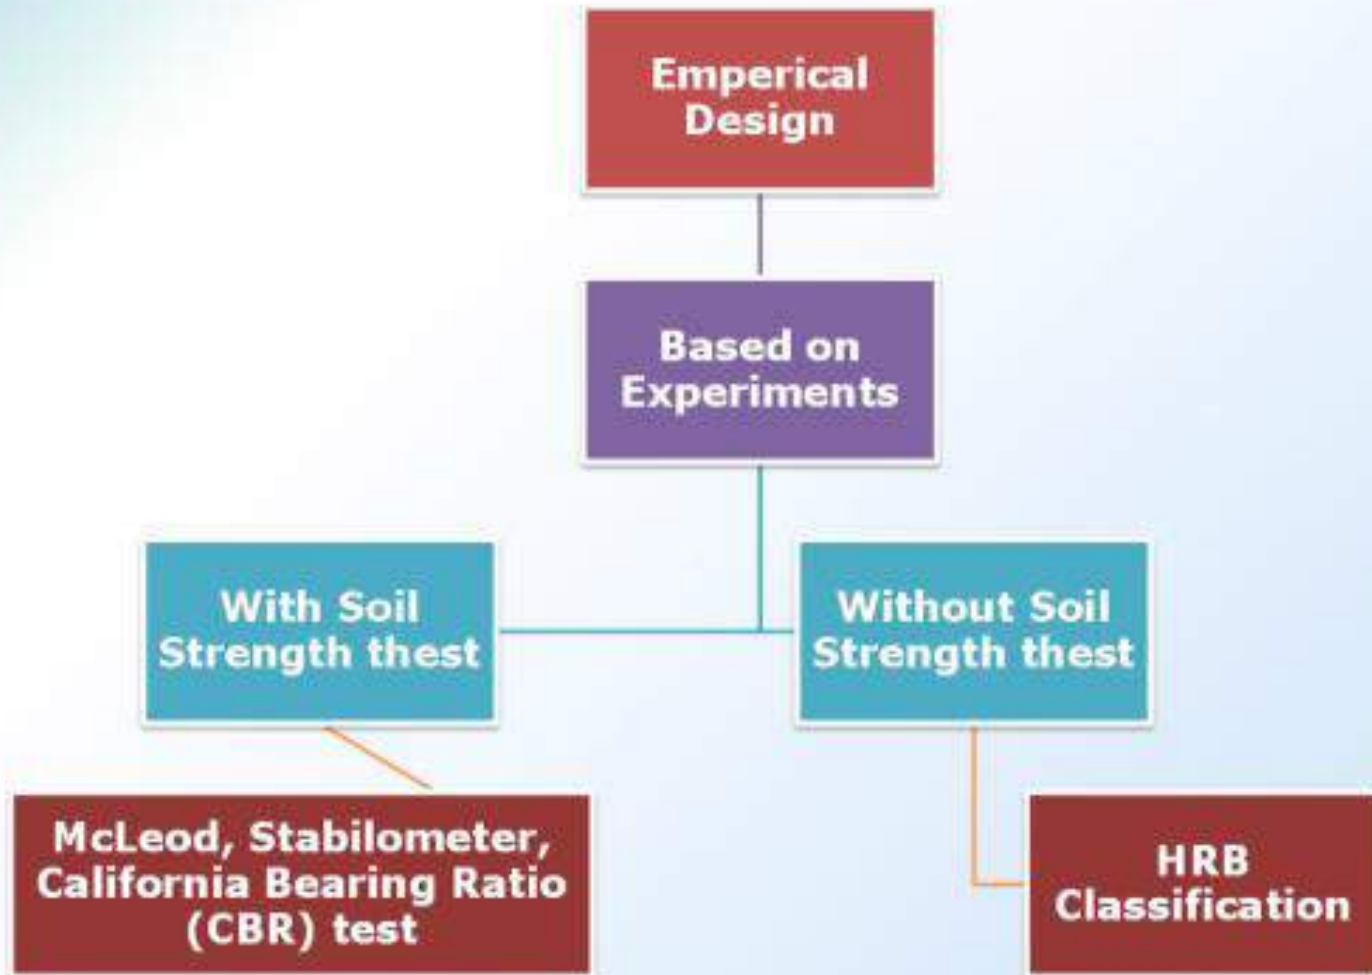 Emperical
Design
Based on
Experiments
With Soil
Strength thest
Without Soil
Strength thest
McLeod, Stabilometer,
California Bearing Ratio
(CBR) test
HRB
Classification